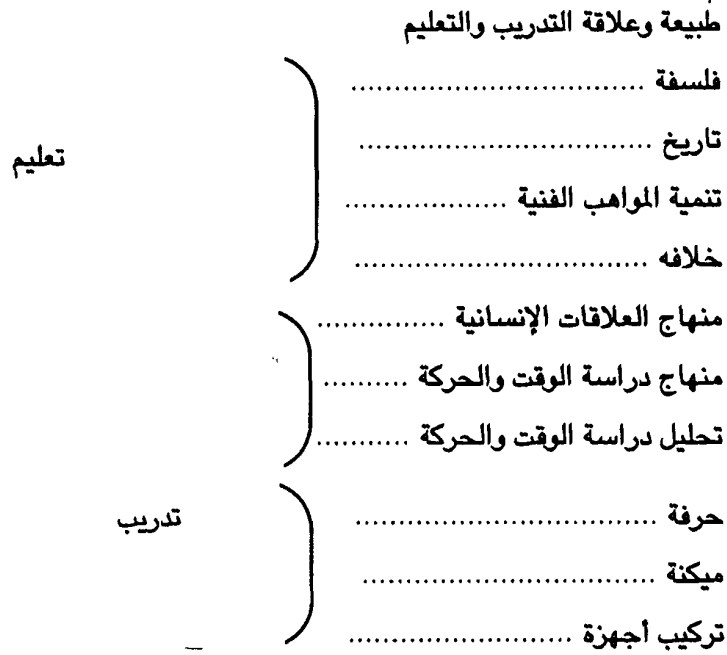 طبيعة وعلاقة التدريب والتعليم
فلسفة ..................................
تاريخ ..................................
تعليم
تنمية المواهب الفنية ...................
خلافه ..................................
منهاج العلاقات الإنسانية ...............
منهاج دراسة الوقت والحركة ..........
تحليل دراسة الوقت والحركة ...........
حرفة ...................................
تدريب
ميكنة ..................................
تركيب أجهزة ..........................